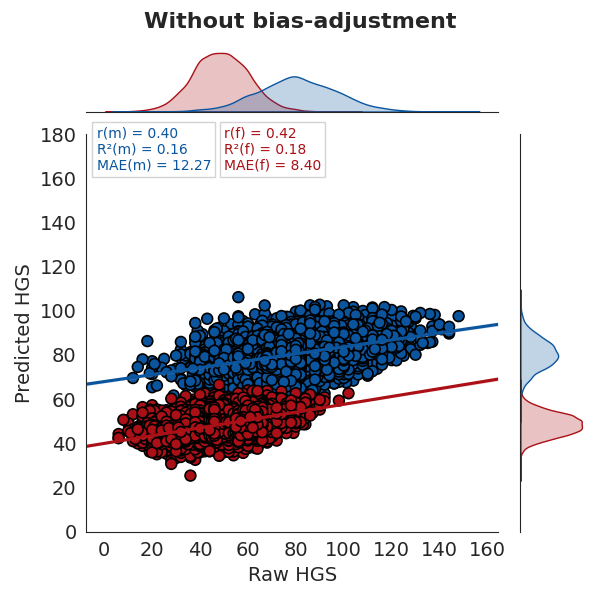 Without bias-adjustment
r(m) = 0.40
R²(m) = 0.16
MAE(m) = 12.27
r(f) = 0.42
R²(f) = 0.18
MAE(f) = 8.40
180
160
140
120
100
80
60
40
20
0
Predicted HGS
0 20 40 60 80 100 120 140 160
Raw HGS